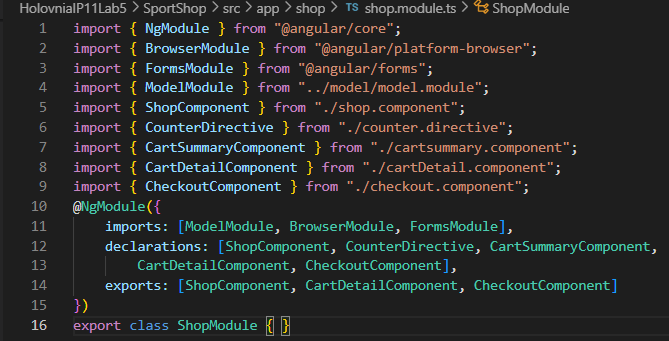 HolovniaIP11Lab5 > SportShop > src > app > shop > TS shop.module.ts > ShopModule
1 import { NgModule } from "@angular/core";
2 import { BrowserModule } from "@angular/platform-browser";
3 import { FormsModule } from "@angular/forms";
4 import { ModelModule } from "../model/model.module";
5 import { ShopComponent } from "./shop.component";
6 import { CounterDirective } from "./counter.directive";
7 import { CartSummaryComponent } from "./cartsummary.component";
8 import { CartDetailComponent } from "./cartDetail.component";
9 import { CheckoutComponent } from "./checkout.component";
10 @NgModule({
11 imports: [ModelModule, BrowserModule, FormsModule],
12 declarations: [ShopComponent, CounterDirective, CartSummaryComponent,
13 CartDetailComponent, CheckoutComponent],
14 exports: [ShopComponent, CartDetailComponent, CheckoutComponent]
15 })
16 export class ShopModule { }